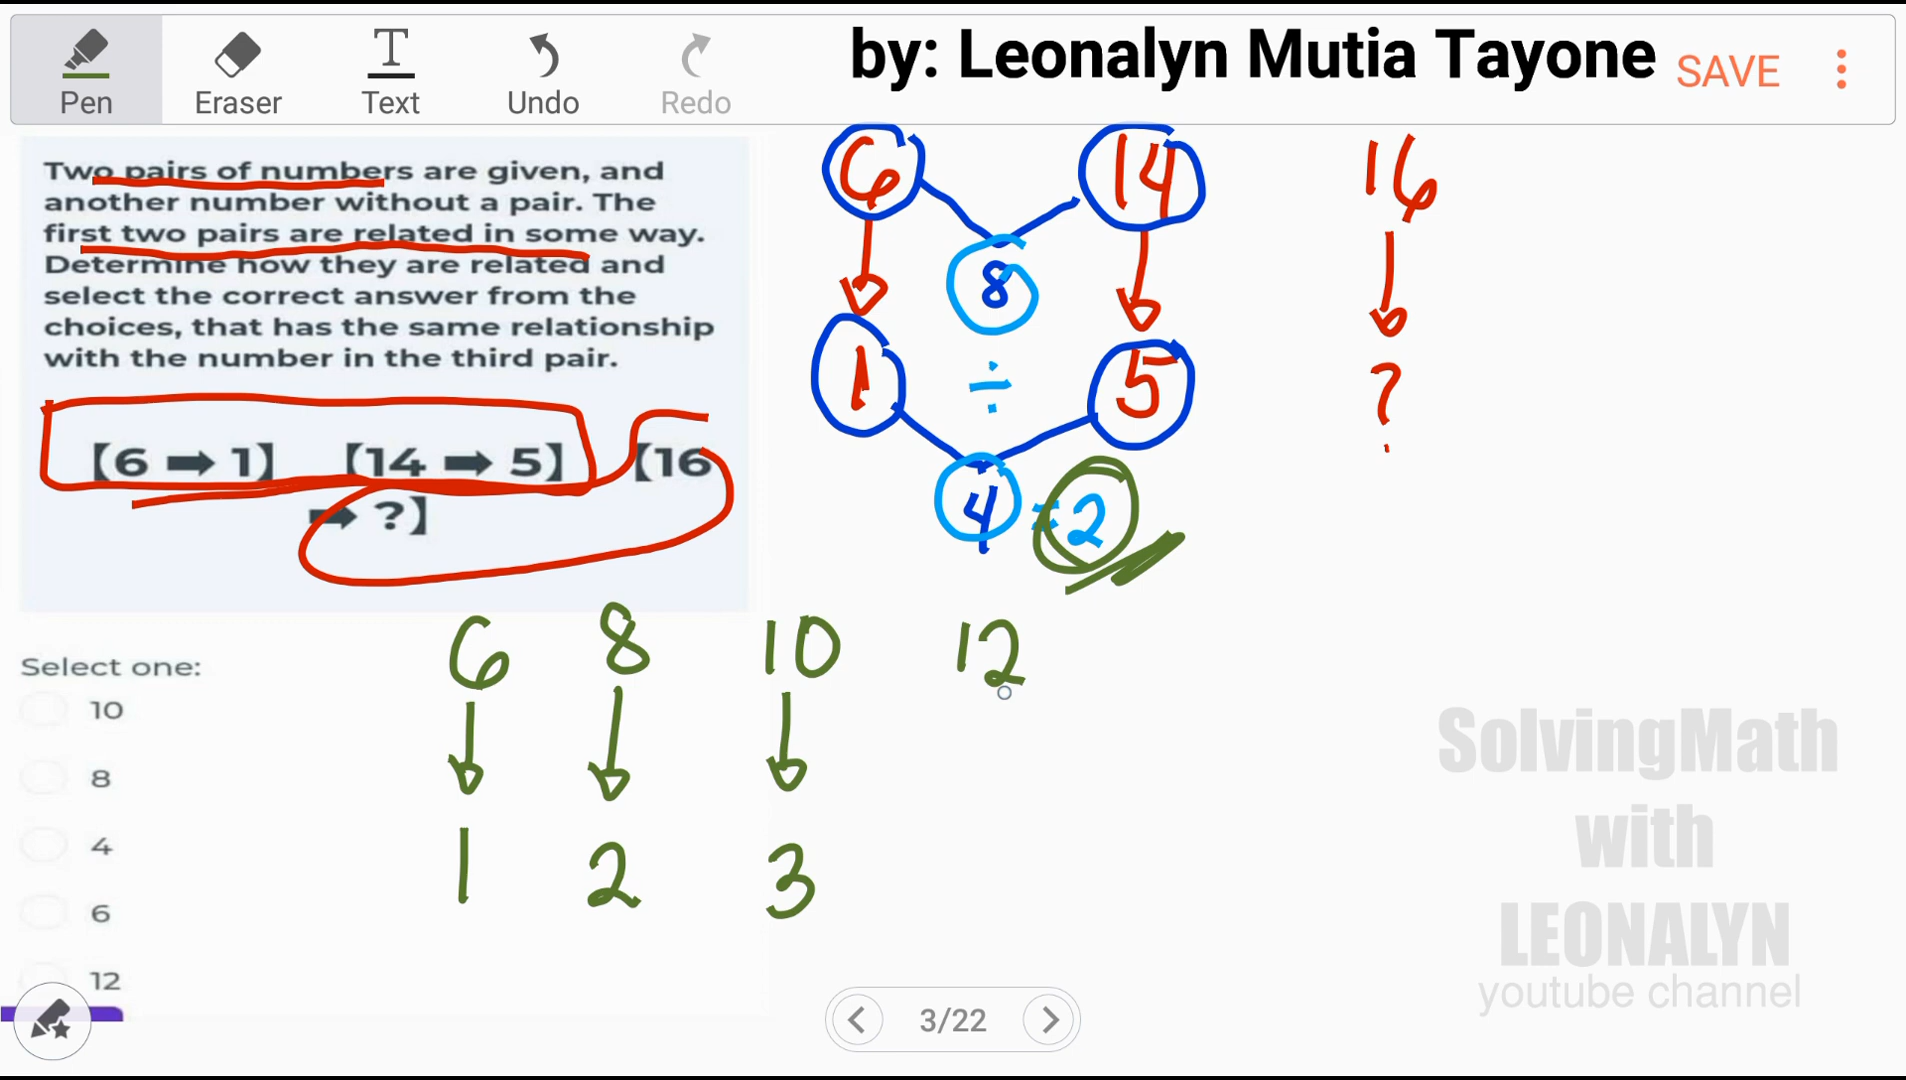 Pen
Eraser
Text
Undo
Redo
by: Leonalyn Mutia Tayone
SAVE
Two pairs of numbers are given, and
another number without a pair. The
first two pairs are related in some way.
Determine how they are related and
select the correct answer from the
choices, that has the same relationship
with the number in the third pair.
【6 ➡ 1】 【14 ➡ 5】 【16
➡ ?】
6 14 16
8
1 ÷ 5 ?
4 = 2
6 8 10 12
1 2 3
Select one:
10
8
4
6
12
3/22
SolvingMath
with
LEONALYN
youtube channel